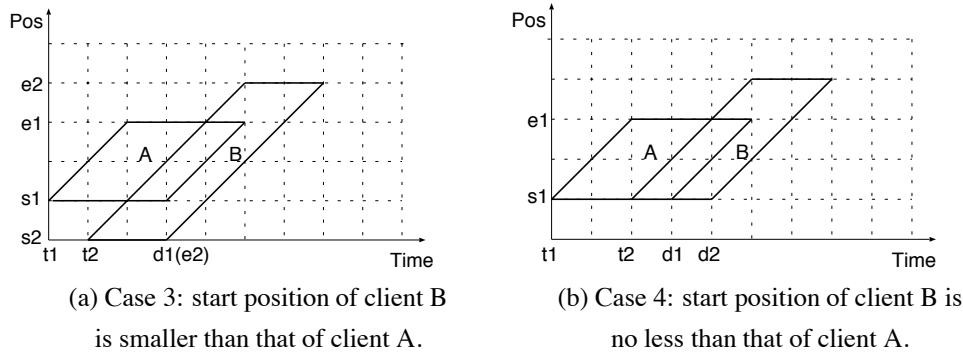 Pos
e2
e1
A
B
s1
s2
t1 t2 d1(e2) Time
(a) Case 3: start position of client B
is smaller than that of client A.
Pos
e1
A
B
s1
t1 t2 d1 d2 Time
(b) Case 4: start position of client B is
no less than that of client A.